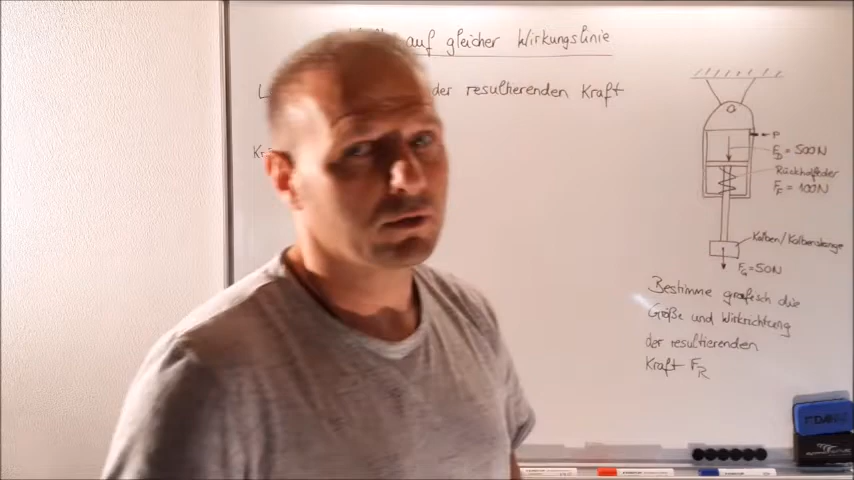 auf gleicher Wirkungslinie
der resultierenden Kraft
P
F_D = 500N
Rückholfeder
F_F = 100N
Kolben/Kolbenstange
F_G = 50N
Bestimme grafisch die
Größe und Wirkrichtung
der resultierenden
Kraft F_R